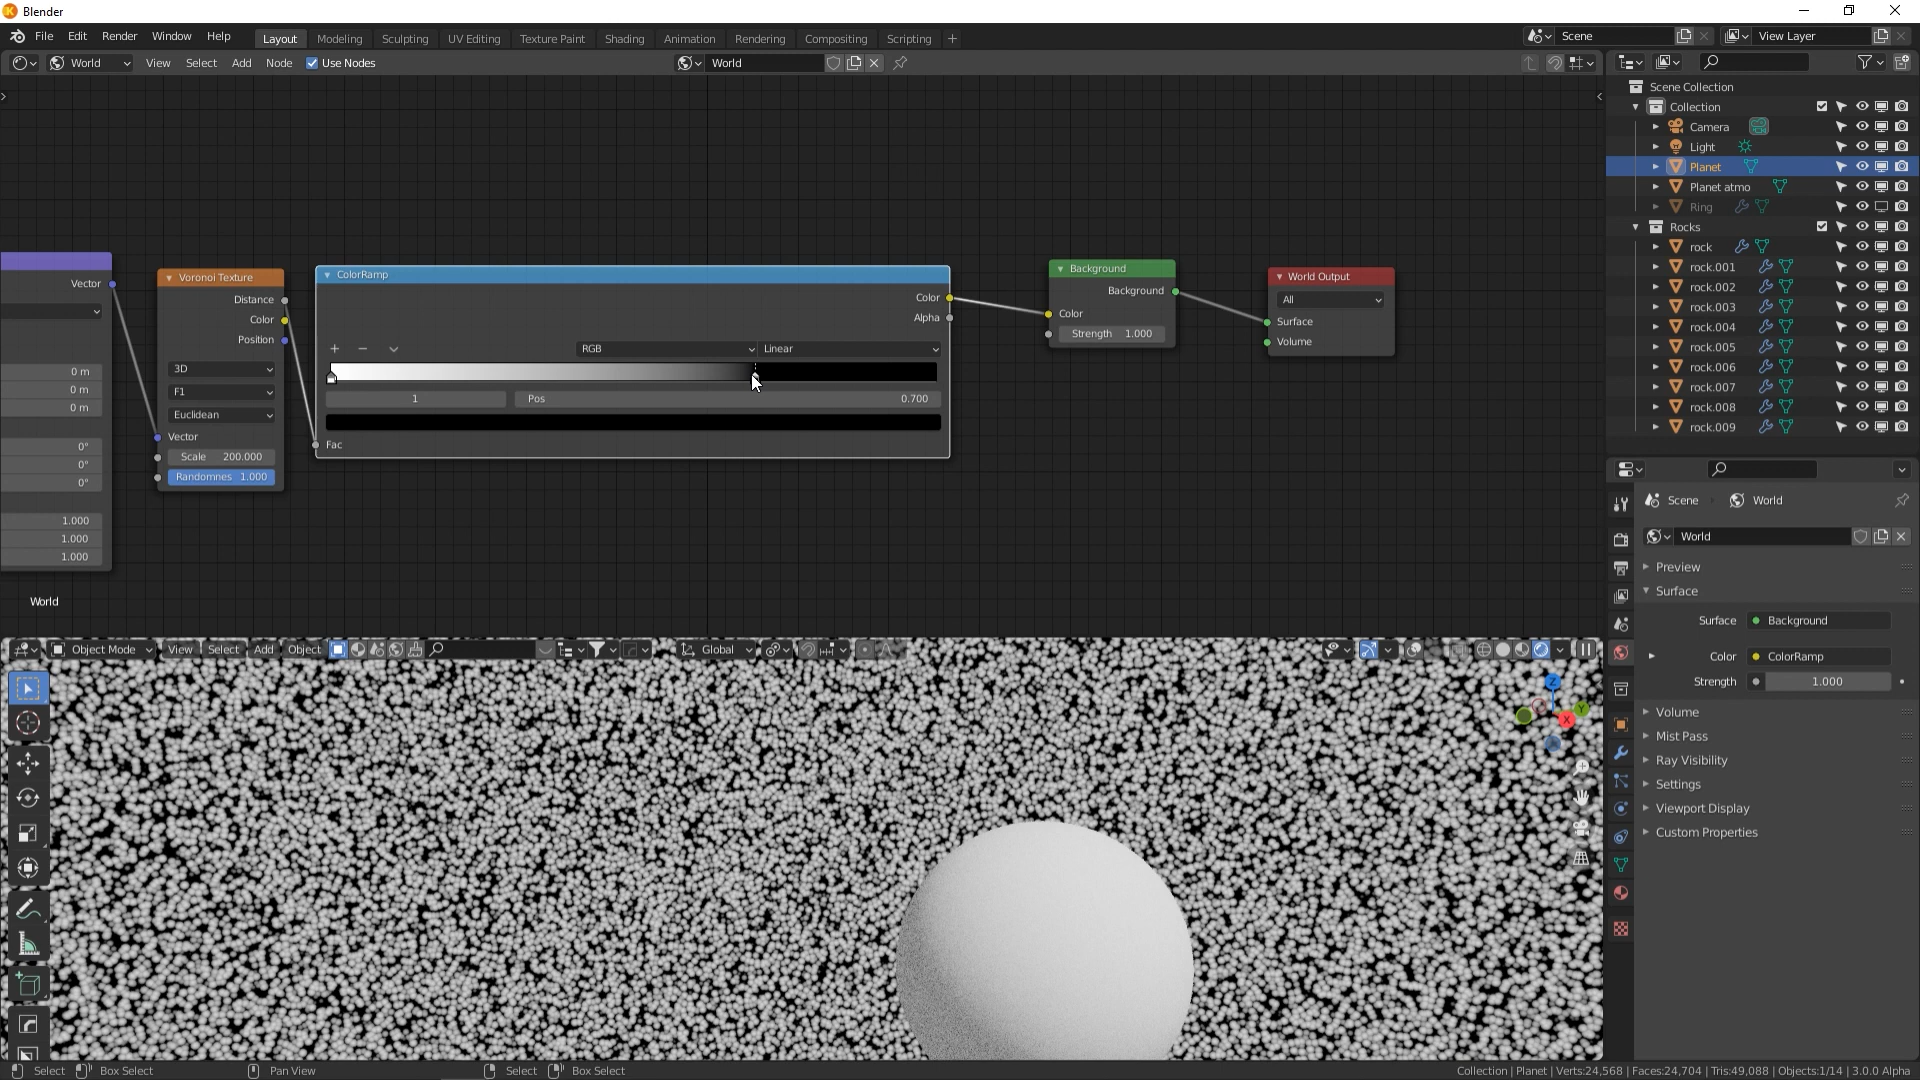 Blender
File Edit Render Window Help Layout Modeling Sculpting UV Editing Texture Paint Shading Animation Rendering Compositing Scripting + Scene View Layer
World View Select Add Node Use Nodes World
Scene Collection
Collection
Camera
Light
Planet
Planet atmo
Ring
Rocks
rock
rock.001
rock.002
rock.003
rock.004
rock.005
rock.006
rock.007
rock.008
rock.009
Vector
0 m
0 m
0 m
0°
0°
0°
1.000
1.000
1.000
Voronoi Texture
Distance
Color
Position
3D
F1
Euclidean
Vector
Scale 200.000
Randomnes 1.000
ColorRamp
Color
Alpha
RGB Linear
1 Pos 0.700
Fac
Background
Background
Color
Strength 1.000
World Output
All
Surface
Volume
World
Scene World
World
Preview
Surface
Surface Background
Color ColorRamp
Strength 1.000
Volume
Mist Pass
Ray Visibility
Settings
Viewport Display
Custom Properties
Object Mode View Select Add Object Global
Z
Y
X
Select Box Select Pan View Select Box Select Collection | Planet | Verts:24,568 | Faces:24,704 | Tris:49,088 | Objects:1/14 | 3.0.0 Alpha